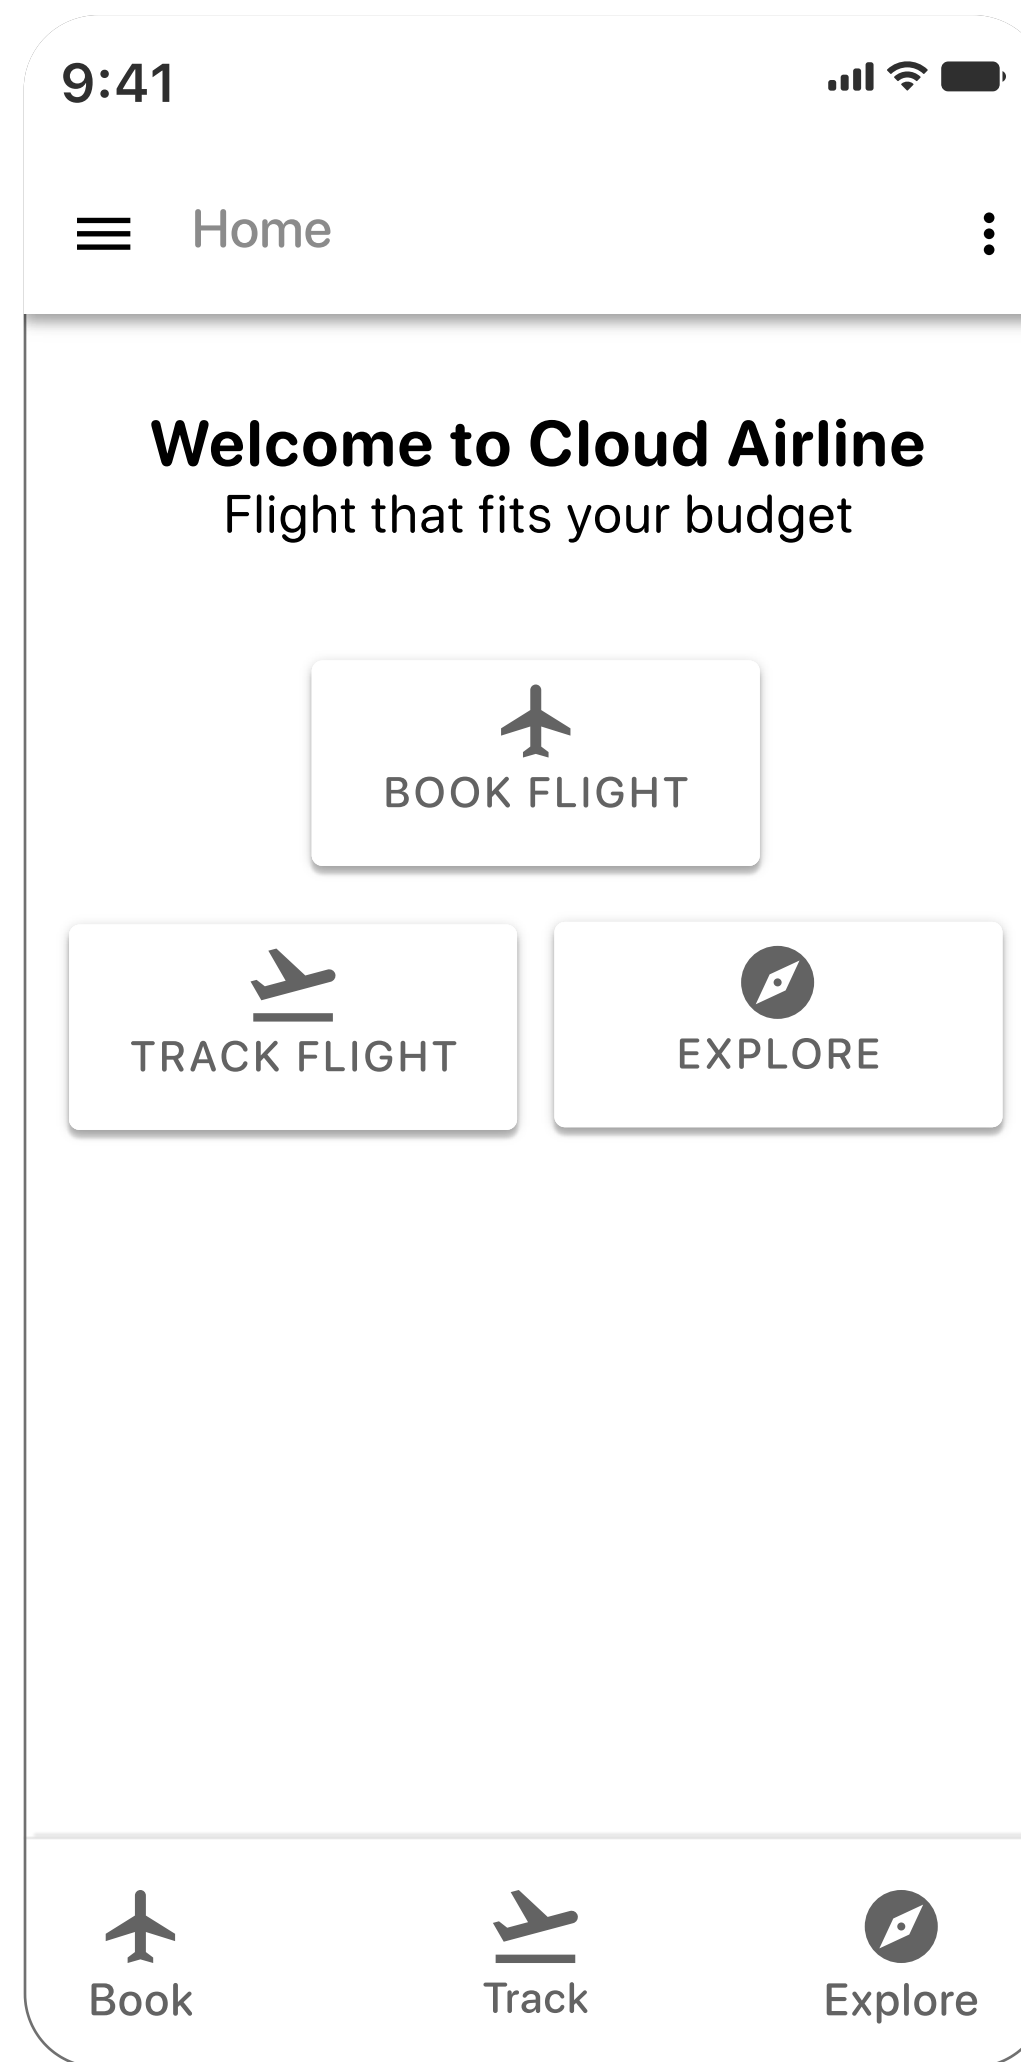 9:41
Home
Welcome to Cloud Airline
Flight that fits your budget
BOOK FLIGHT
TRACK FLIGHT
EXPLORE
Book
Track
Explore